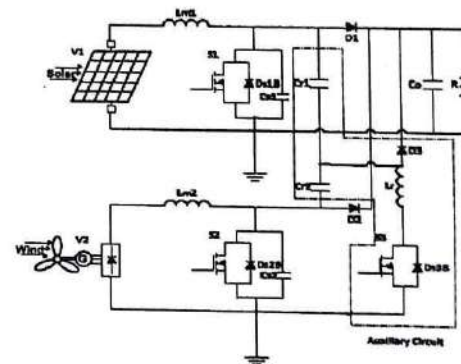 Lm1
D1
V1
Solar
S1
Ds1B
Cs1
Cr1
Co
R
D3
Cr2
Lr
Lm2
D2
Wind
V2
G
S2
Ds2B
S3
Ds3B
Auxiliary Circuit